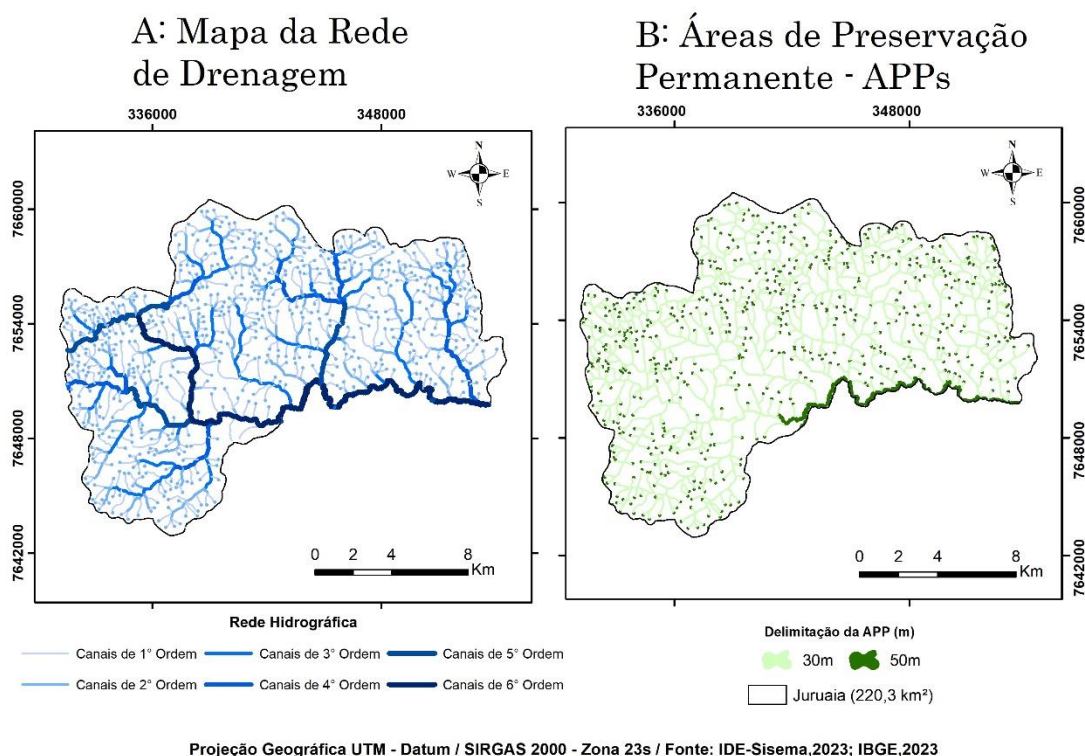 A: Mapa da Rede
de Drenagem
336000
348000
N
W
E
S
7660000
7654000
7648000
7642000
0 2 4 8
Km
Rede Hidrográfica
Canais de 1° Ordem
Canais de 3° Ordem
Canais de 5° Ordem
Canais de 2° Ordem
Canais de 4° Ordem
Canais de 6° Ordem
B: Áreas de Preservação
Permanente - APPs
336000
348000
N
W
E
S
7660000
7654000
7648000
7642000
0 2 4 8
Km
Delimitação da APP (m)
30m
50m
Juruaia (220,3 km²)
Projeção Geográfica UTM - Datum / SIRGAS 2000 - Zona 23s / Fonte: IDE-Sisema,2023; IBGE,2023